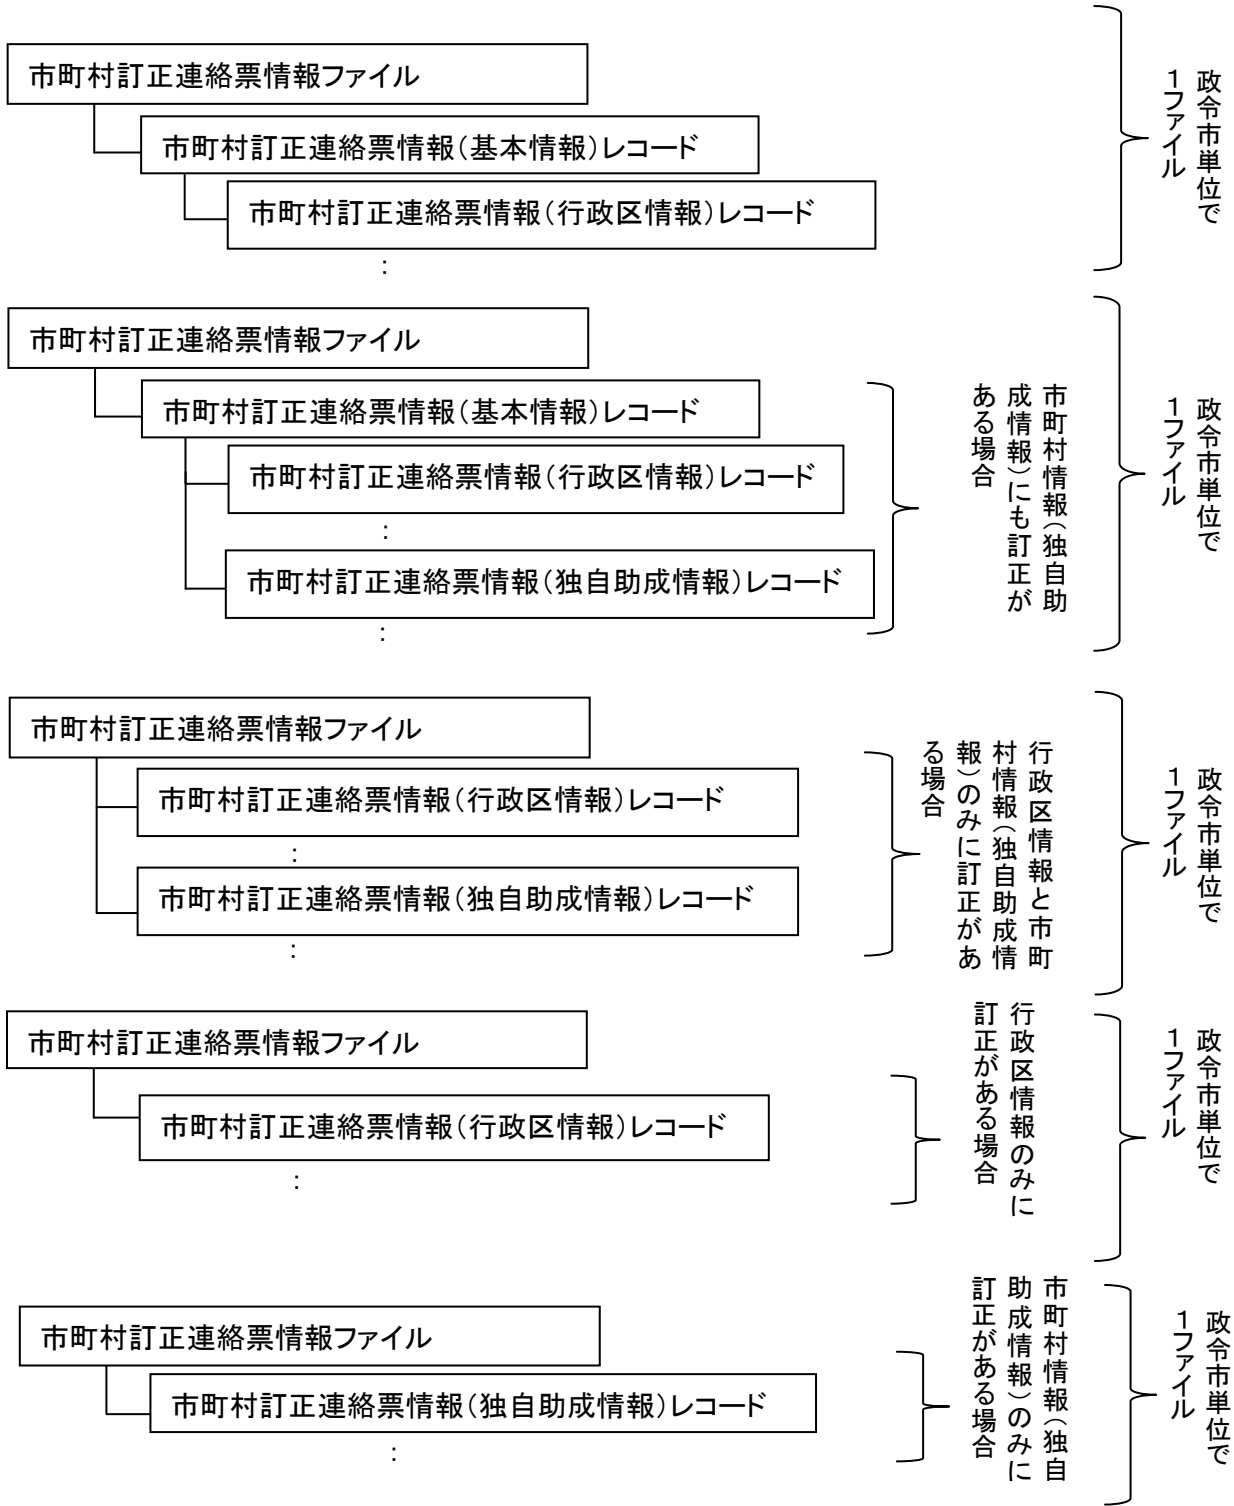 市町村訂正連絡票情報ファイル
市町村訂正連絡票情報(基本情報)レコード
市町村訂正連絡票情報(行政区情報)レコード
:
政令市単位で
1ファイル
市町村訂正連絡票情報ファイル
市町村訂正連絡票情報(基本情報)レコード
市町村訂正連絡票情報(行政区情報)レコード
:
市町村訂正連絡票情報(独自助成情報)レコード
:
市町村情報(独自助
成情報)にも訂正が
ある場合
政令市単位で
1ファイル
市町村訂正連絡票情報ファイル
市町村訂正連絡票情報(行政区情報)レコード
:
市町村訂正連絡票情報(独自助成情報)レコード
:
行政区情報と市町
村情報(独自助成情
報)のみに訂正があ
る場合
政令市単位で
1ファイル
市町村訂正連絡票情報ファイル
市町村訂正連絡票情報(行政区情報)レコード
:
行政区情報のみに
訂正がある場合
政令市単位で
1ファイル
市町村訂正連絡票情報ファイル
市町村訂正連絡票情報(独自助成情報)レコード
:
市町村情報(独自
助成情報)のみに
訂正がある場合
政令市単位で
1ファイル